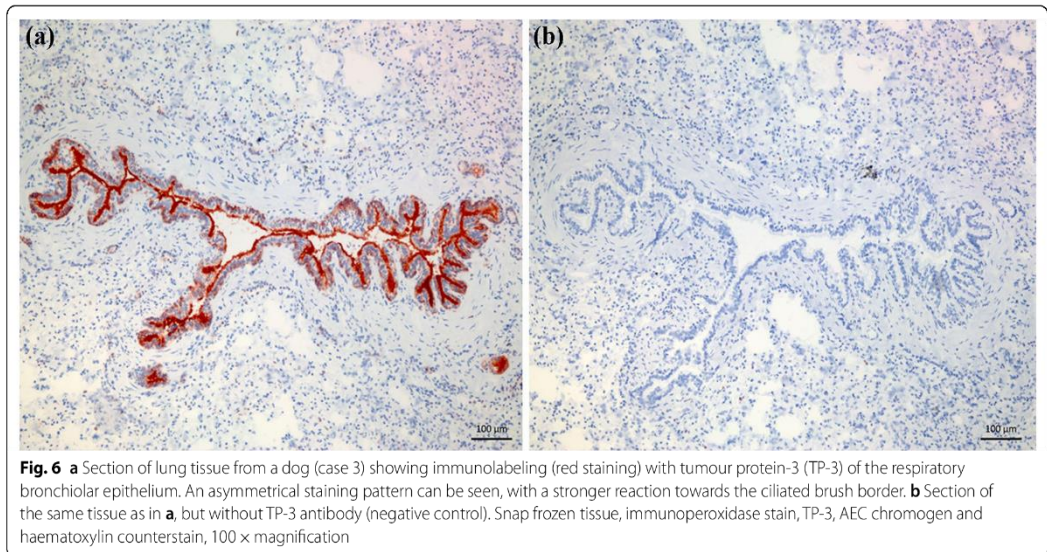 (a)
(b)
100 µm
100 µm
Fig. 6 a Section of lung tissue from a dog (case 3) showing immunolabeling (red staining) with tumour protein-3 (TP-3) of the respiratory
bronchiolar epithelium. An asymmetrical staining pattern can be seen, with a stronger reaction towards the ciliated brush border. b Section of
the same tissue as in a, but without TP-3 antibody (negative control). Snap frozen tissue, immunoperoxidase stain, TP-3, AEC chromogen and
haematoxylin counterstain, 100 × magnification